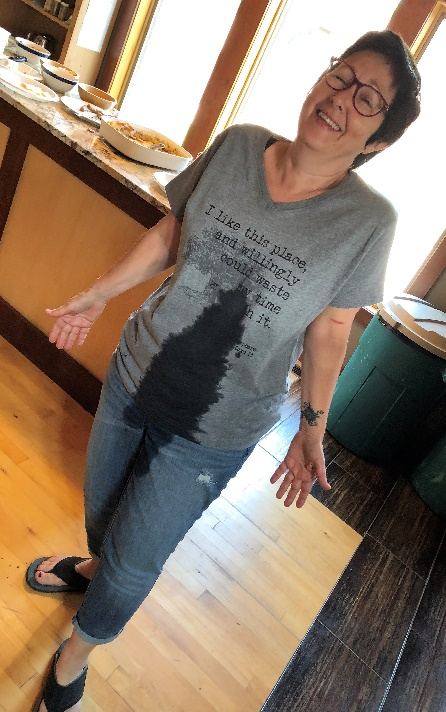 I like this place,
and willingly
could waste
my time
in it.